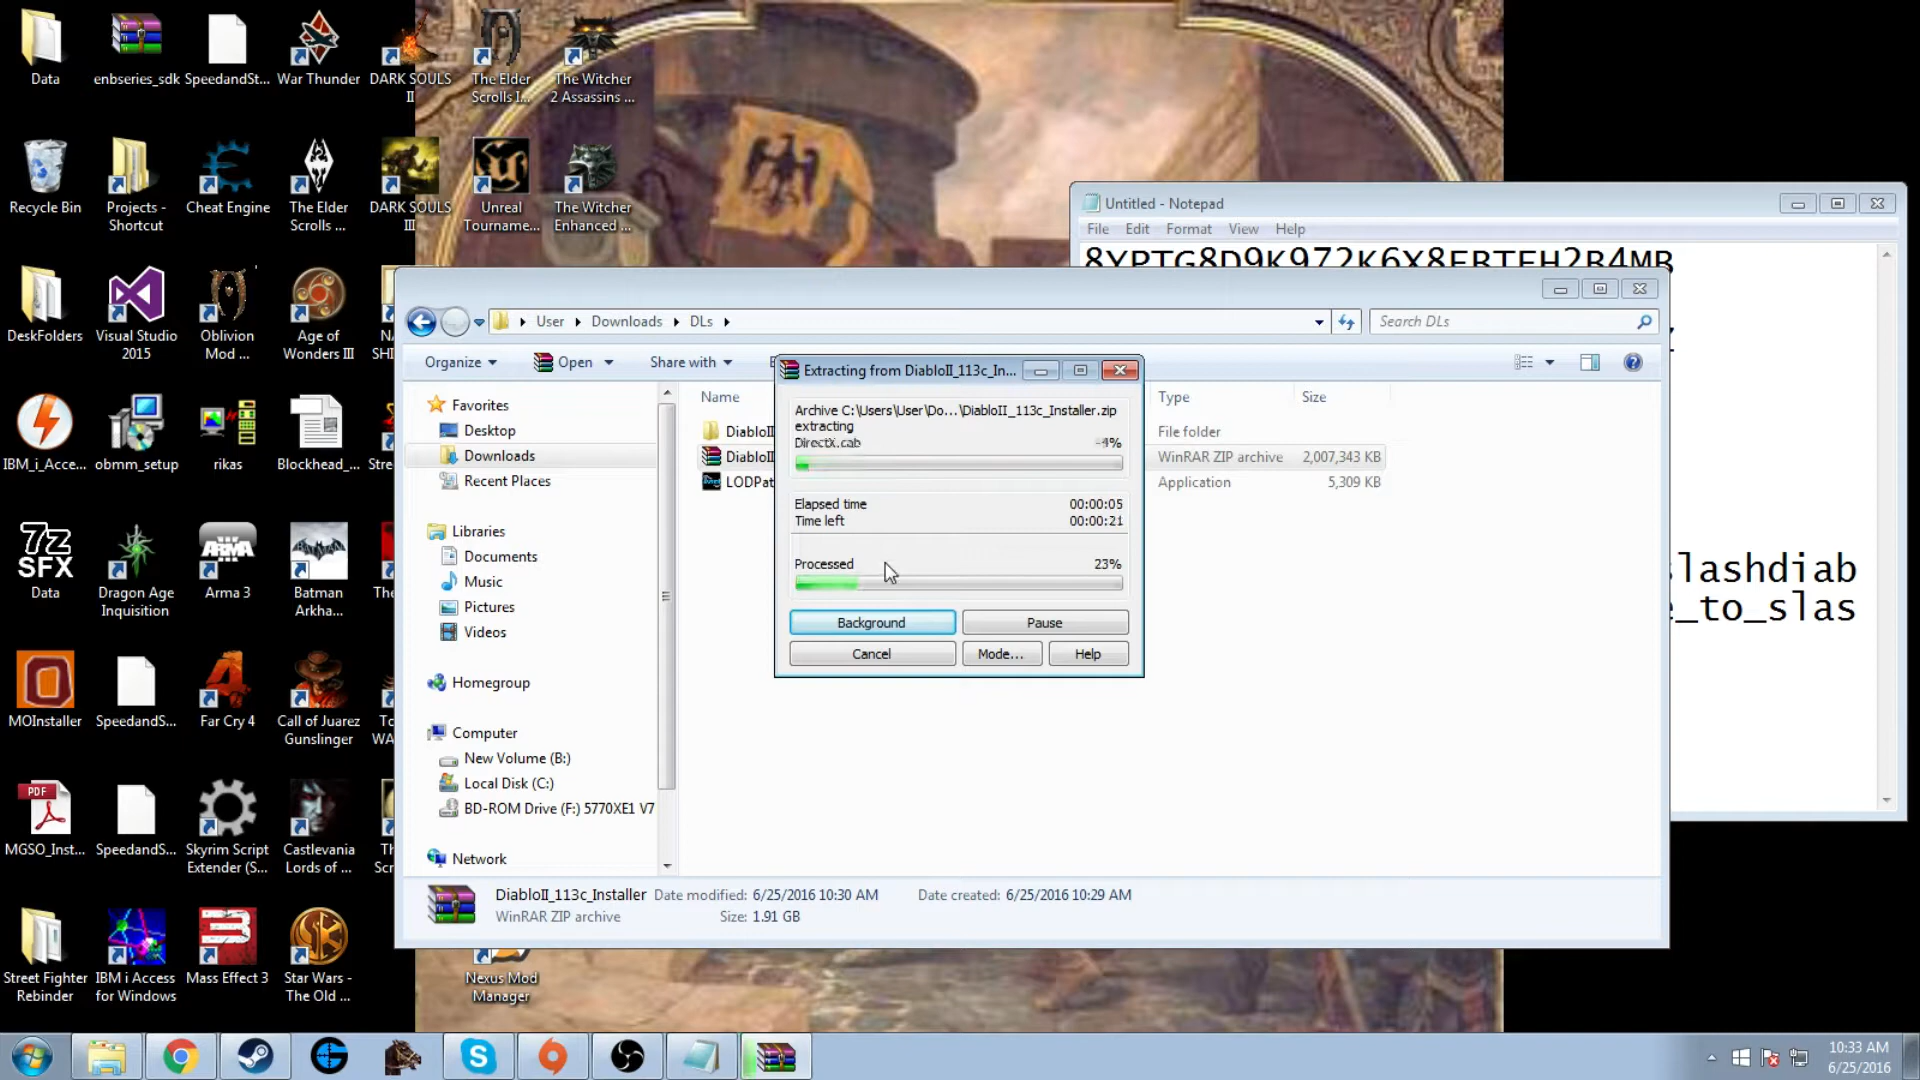 Data
enbseries_sdk
SpeedandSt...
War Thunder
DARK SOULS
II
The Elder
Scrolls I...
The Witcher
2 Assassins ...
Recycle Bin
Projects -
Shortcut
Cheat Engine
The Elder
Scrolls ...
DARK SOULS
III
Unreal
Tourname...
The Witcher
Enhanced ...
DeskFolders
Visual Studio
2015
Oblivion
Mod ...
Age of
Wonders III
IBM_i_Acce...
obmm_setup
rikas
Blockhead_...
7z
SFX
Data
Dragon Age
Inquisition
ARMA
Arma 3
Batman
Arkha...
MOInstaller
SpeedandS...
Far Cry 4
Call of Juarez
Gunslinger
PDF
MGSO_Inst...
SpeedandS...
Skyrim Script
Extender (S...
Castlevania
Lords of ...
Street Fighter
Rebinder
IBM i Access
for Windows
Mass Effect 3
Star Wars -
The Old ...
Nexus Mod
Manager
Untitled - Notepad
File Edit Format View Help
8YPTG8D9K972K6X8EBTEH2B4MB
lashdiab
e_to_slas
User
Downloads
DLs
Search DLs
Organize
Open
Share with
Favorites
Desktop
Downloads
Recent Places
Libraries
Documents
Music
Pictures
Videos
Homegroup
Computer
New Volume (B:)
Local Disk (C:)
BD-ROM Drive (F:) 5770XE1 V7
Network
Name
Type
Size
DiabloII
File folder
DiabloII
WinRAR ZIP archive
2,007,343 KB
LODPat
Application
5,309 KB
Extracting from DiabloII_113c_In...
Archive C:\Users\User\Do...\DiabloII_113c_Installer.zip
extracting
DirectX.cab
Elapsed time 00:00:05
Time left 00:00:21
Processed 23%
Background
Pause
Cancel
Mode...
Help
DiabloII_113c_Installer
Date modified: 6/25/2016 10:30 AM
Date created: 6/25/2016 10:29 AM
WinRAR ZIP archive
Size: 1.91 GB
10:33 AM
6/25/2016